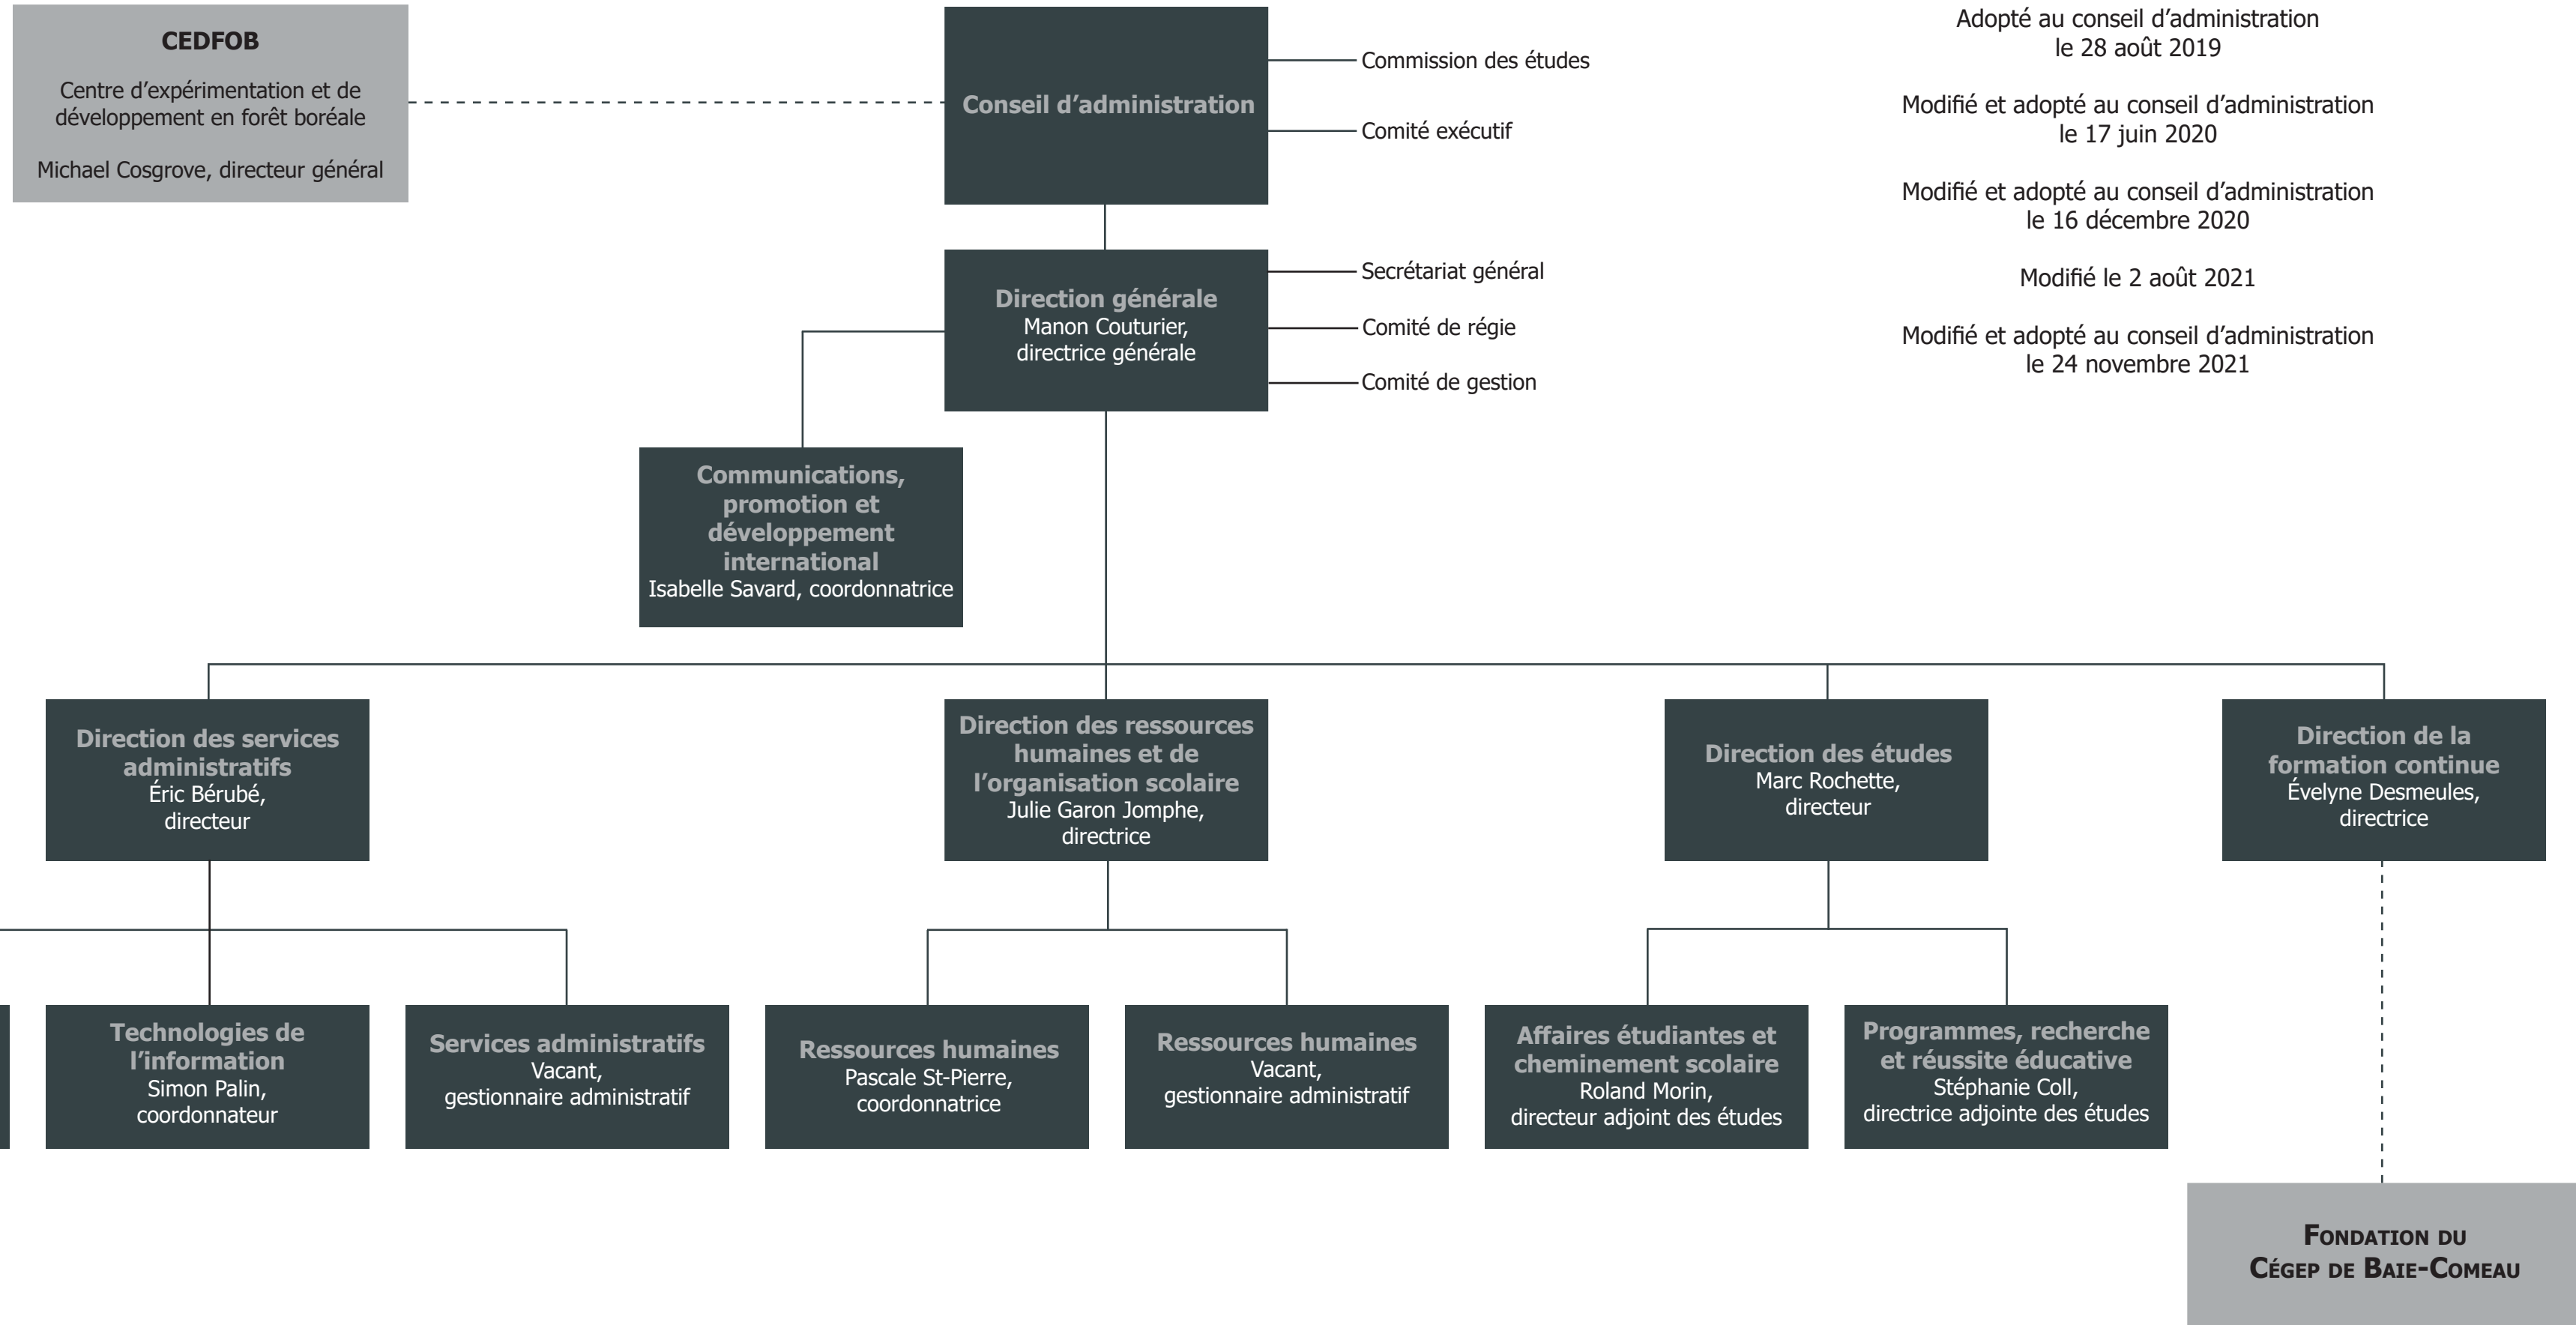 CEDFOB
Centre d’expérimentation et de
développement en forêt boréale
Michael Cosgrove, directeur général
Conseil d’administration
Commission des études
Comité exécutif
Adopté au conseil d’administration
le 28 août 2019
Modifié et adopté au conseil d’administration
le 17 juin 2020
Modifié et adopté au conseil d’administration
le 16 décembre 2020
Modifié le 2 août 2021
Modifié et adopté au conseil d’administration
le 24 novembre 2021
Direction générale
Manon Couturier,
directrice générale
Secrétariat général
Comité de régie
Comité de gestion
Communications,
promotion et
développement
international
Isabelle Savard, coordonnatrice
Direction des services
administratifs
Éric Bérubé,
directeur
Direction des ressources
humaines et de
l’organisation scolaire
Julie Garon Jomphe,
directrice
Direction des études
Marc Rochette,
directeur
Direction de la
formation continue
Évelyne Desmeules,
directrice
Technologies de
l’information
Simon Palin,
coordonnateur
Services administratifs
Vacant,
gestionnaire administratif
Ressources humaines
Pascale St-Pierre,
coordonnatrice
Ressources humaines
Vacant,
gestionnaire administratif
Affaires étudiantes et
cheminement scolaire
Roland Morin,
directeur adjoint des études
Programmes, recherche
et réussite éducative
Stéphanie Coll,
directrice adjointe des études
Fondation du
Cégep de Baie-Comeau